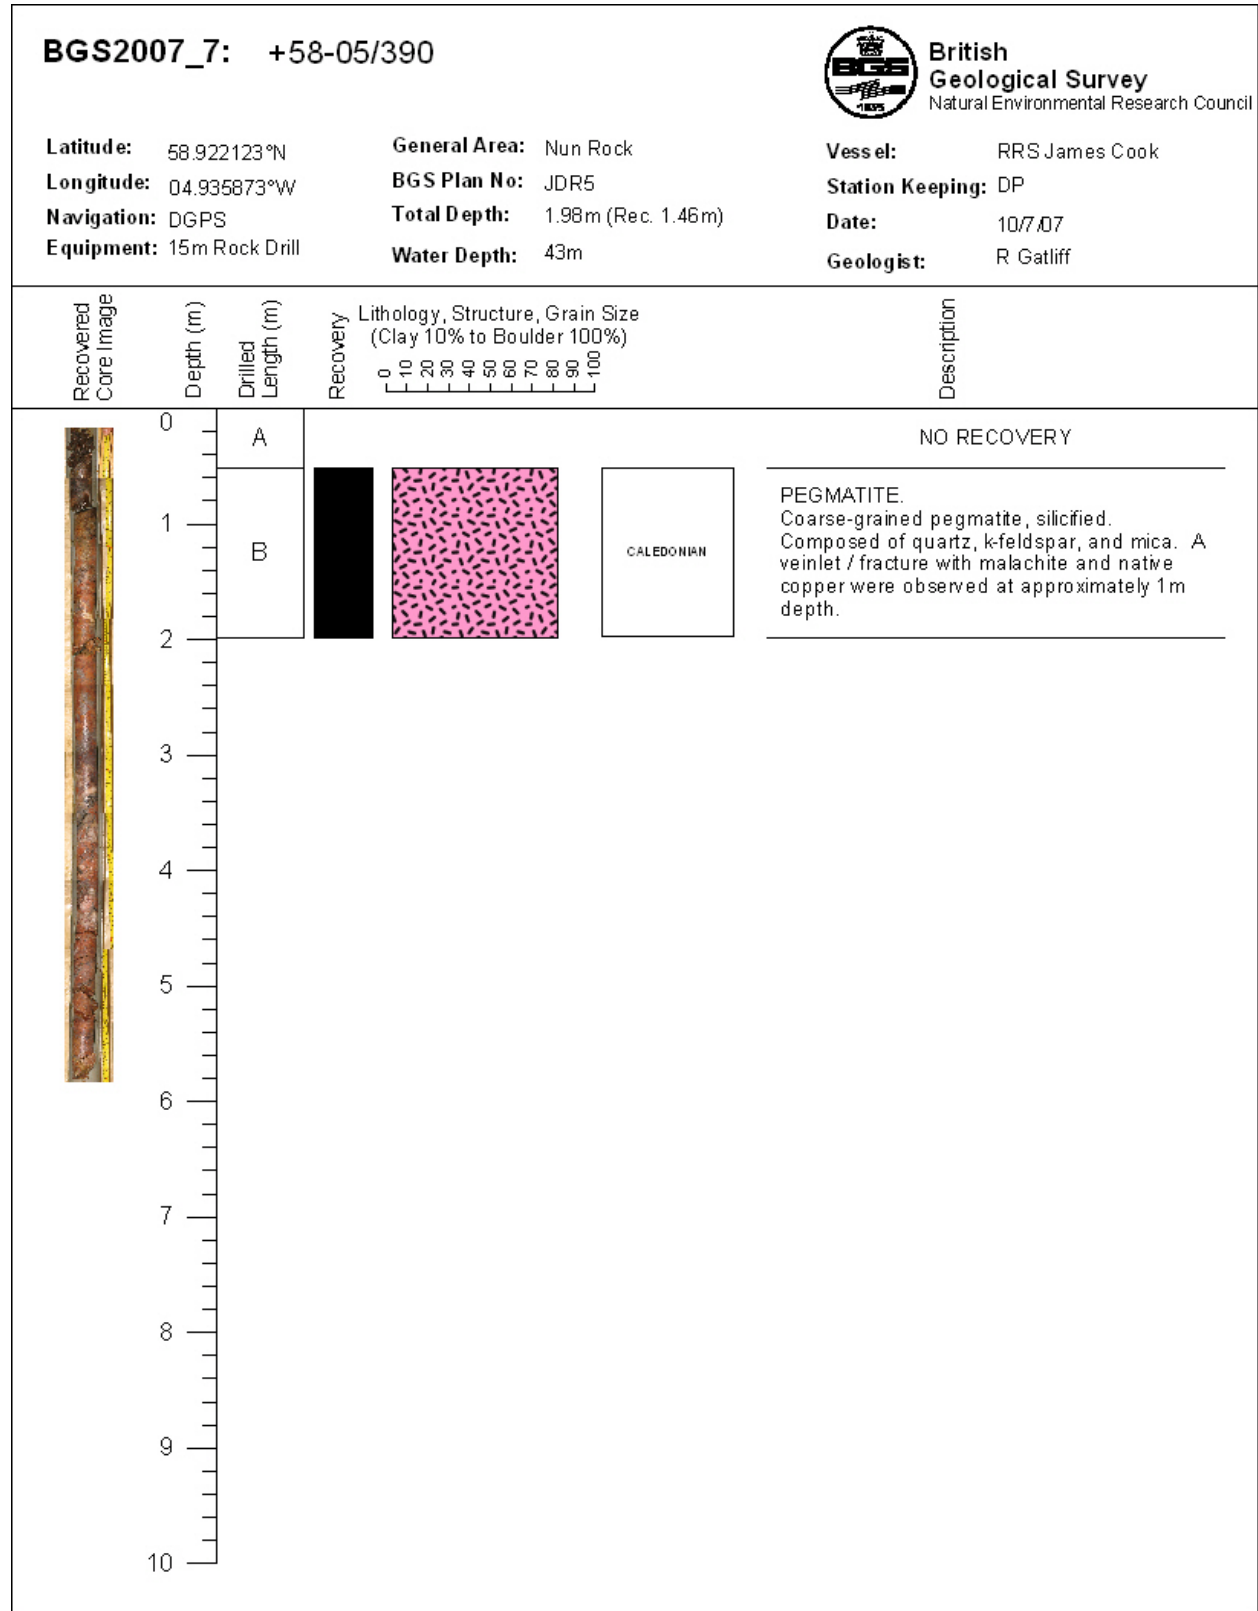 BGS2007_7: +58-05/390
BGS
1835
British
Geological Survey
Natural Environmental Research Council
Latitude: 58.922123°N
Longitude: 04.935873°W
Navigation: DGPS
Equipment: 15m Rock Drill
General Area: Nun Rock
BGS Plan No: JDR5
Total Depth: 1.98m (Rec. 1.46m)
Water Depth: 43m
Vessel: RRS James Cook
Station Keeping: DP
Date: 10/7/07
Geologist: R Gatliff
Recovered
Core Image
Depth (m)
Drilled
Length (m)
Recovery
Lithology, Structure, Grain Size
(Clay 10% to Boulder 100%)
0 10 20 30 40 50 60 70 80 90 100
Description
0
A
NO RECOVERY
1
B
CALEDONIAN
PEGMATITE.
Coarse-grained pegmatite, silicified.
Composed of quartz, k-feldspar, and mica. A
veinlet / fracture with malachite and native
copper were observed at approximately 1m
depth.
2
3
4
5
6
7
8
9
10